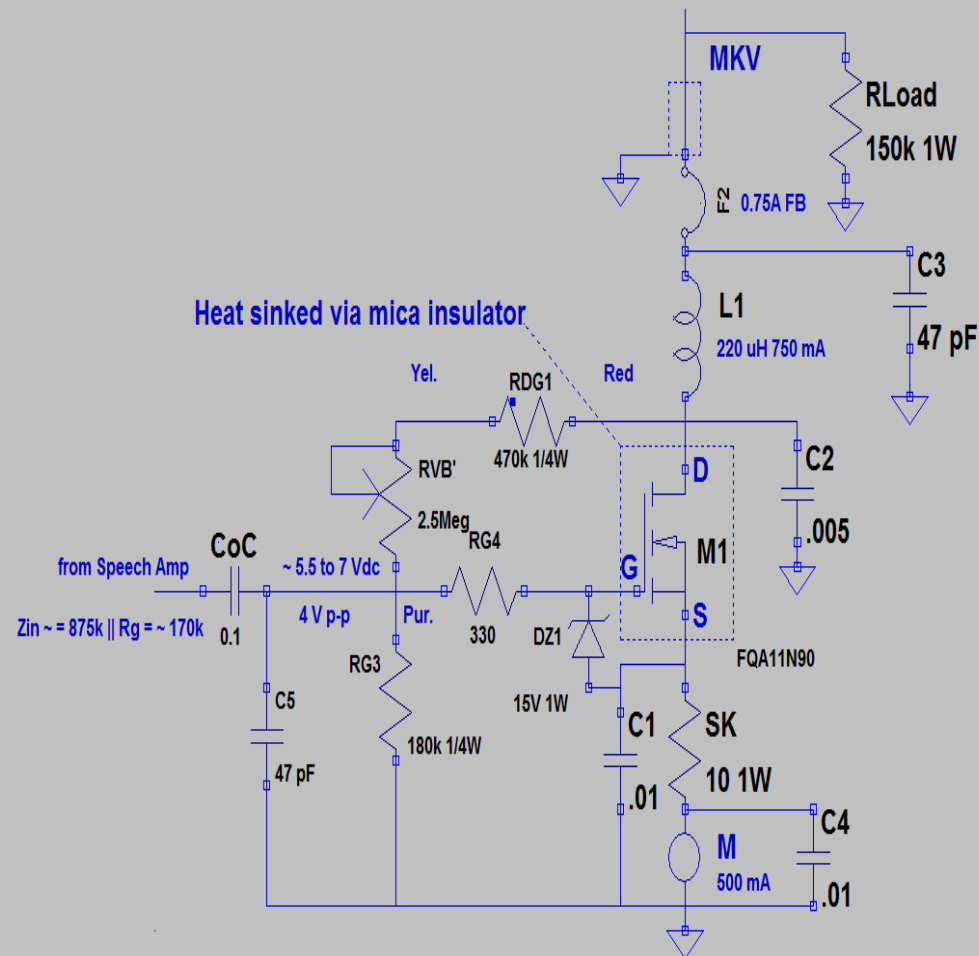 MKV
RLoad
150k 1W
F2
0.75A FB
C3
47 pF
L1
220 uH 750 mA
Heat sinked via mica insulator
Yel.
RDG1
Red
470k 1/4W
RVB'
2.5Meg
D
C2
.005
CoC
from Speech Amp
~ 5.5 to 7 Vdc
RG4
G
M1
Zin ~ = 875k || Rg = ~ 170k
0.1
4 V p-p
Pur.
330
DZ1
S
FQA11N90
RG3
C5
15V 1W
C1
SK
180k 1/4W
47 pF
.01
10 1W
M
500 mA
C4
.01